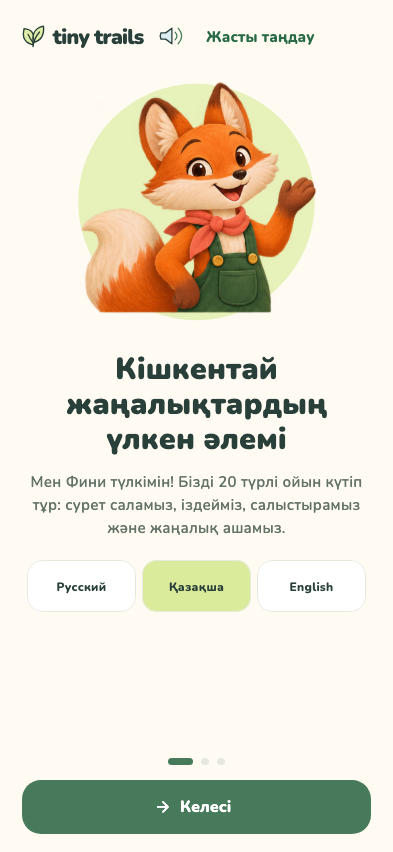 tiny trails
Жасты таңдау
Кішкентай
жаңалықтардың
үлкен әлемі
Мен Фини түлкімін! Бізді 20 түрлі ойын күтіп
тұр: сурет саламыз, іздейміз, салыстырамыз
және жаңалық ашамыз.
Русский
Қазақша
English
Келесі